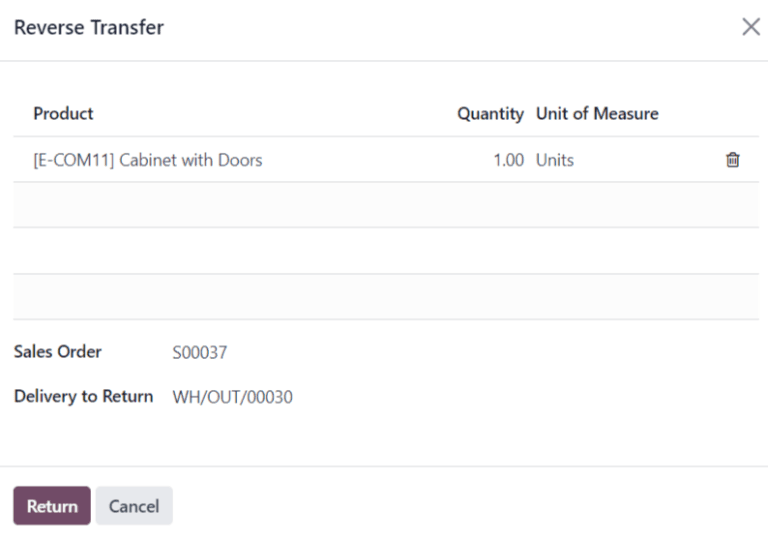 Reverse Transfer
Product Quantity Unit of Measure
[E-COM11] Cabinet with Doors 1.00 Units
Sales Order S00037
Delivery to Return WH/OUT/00030
Return Cancel